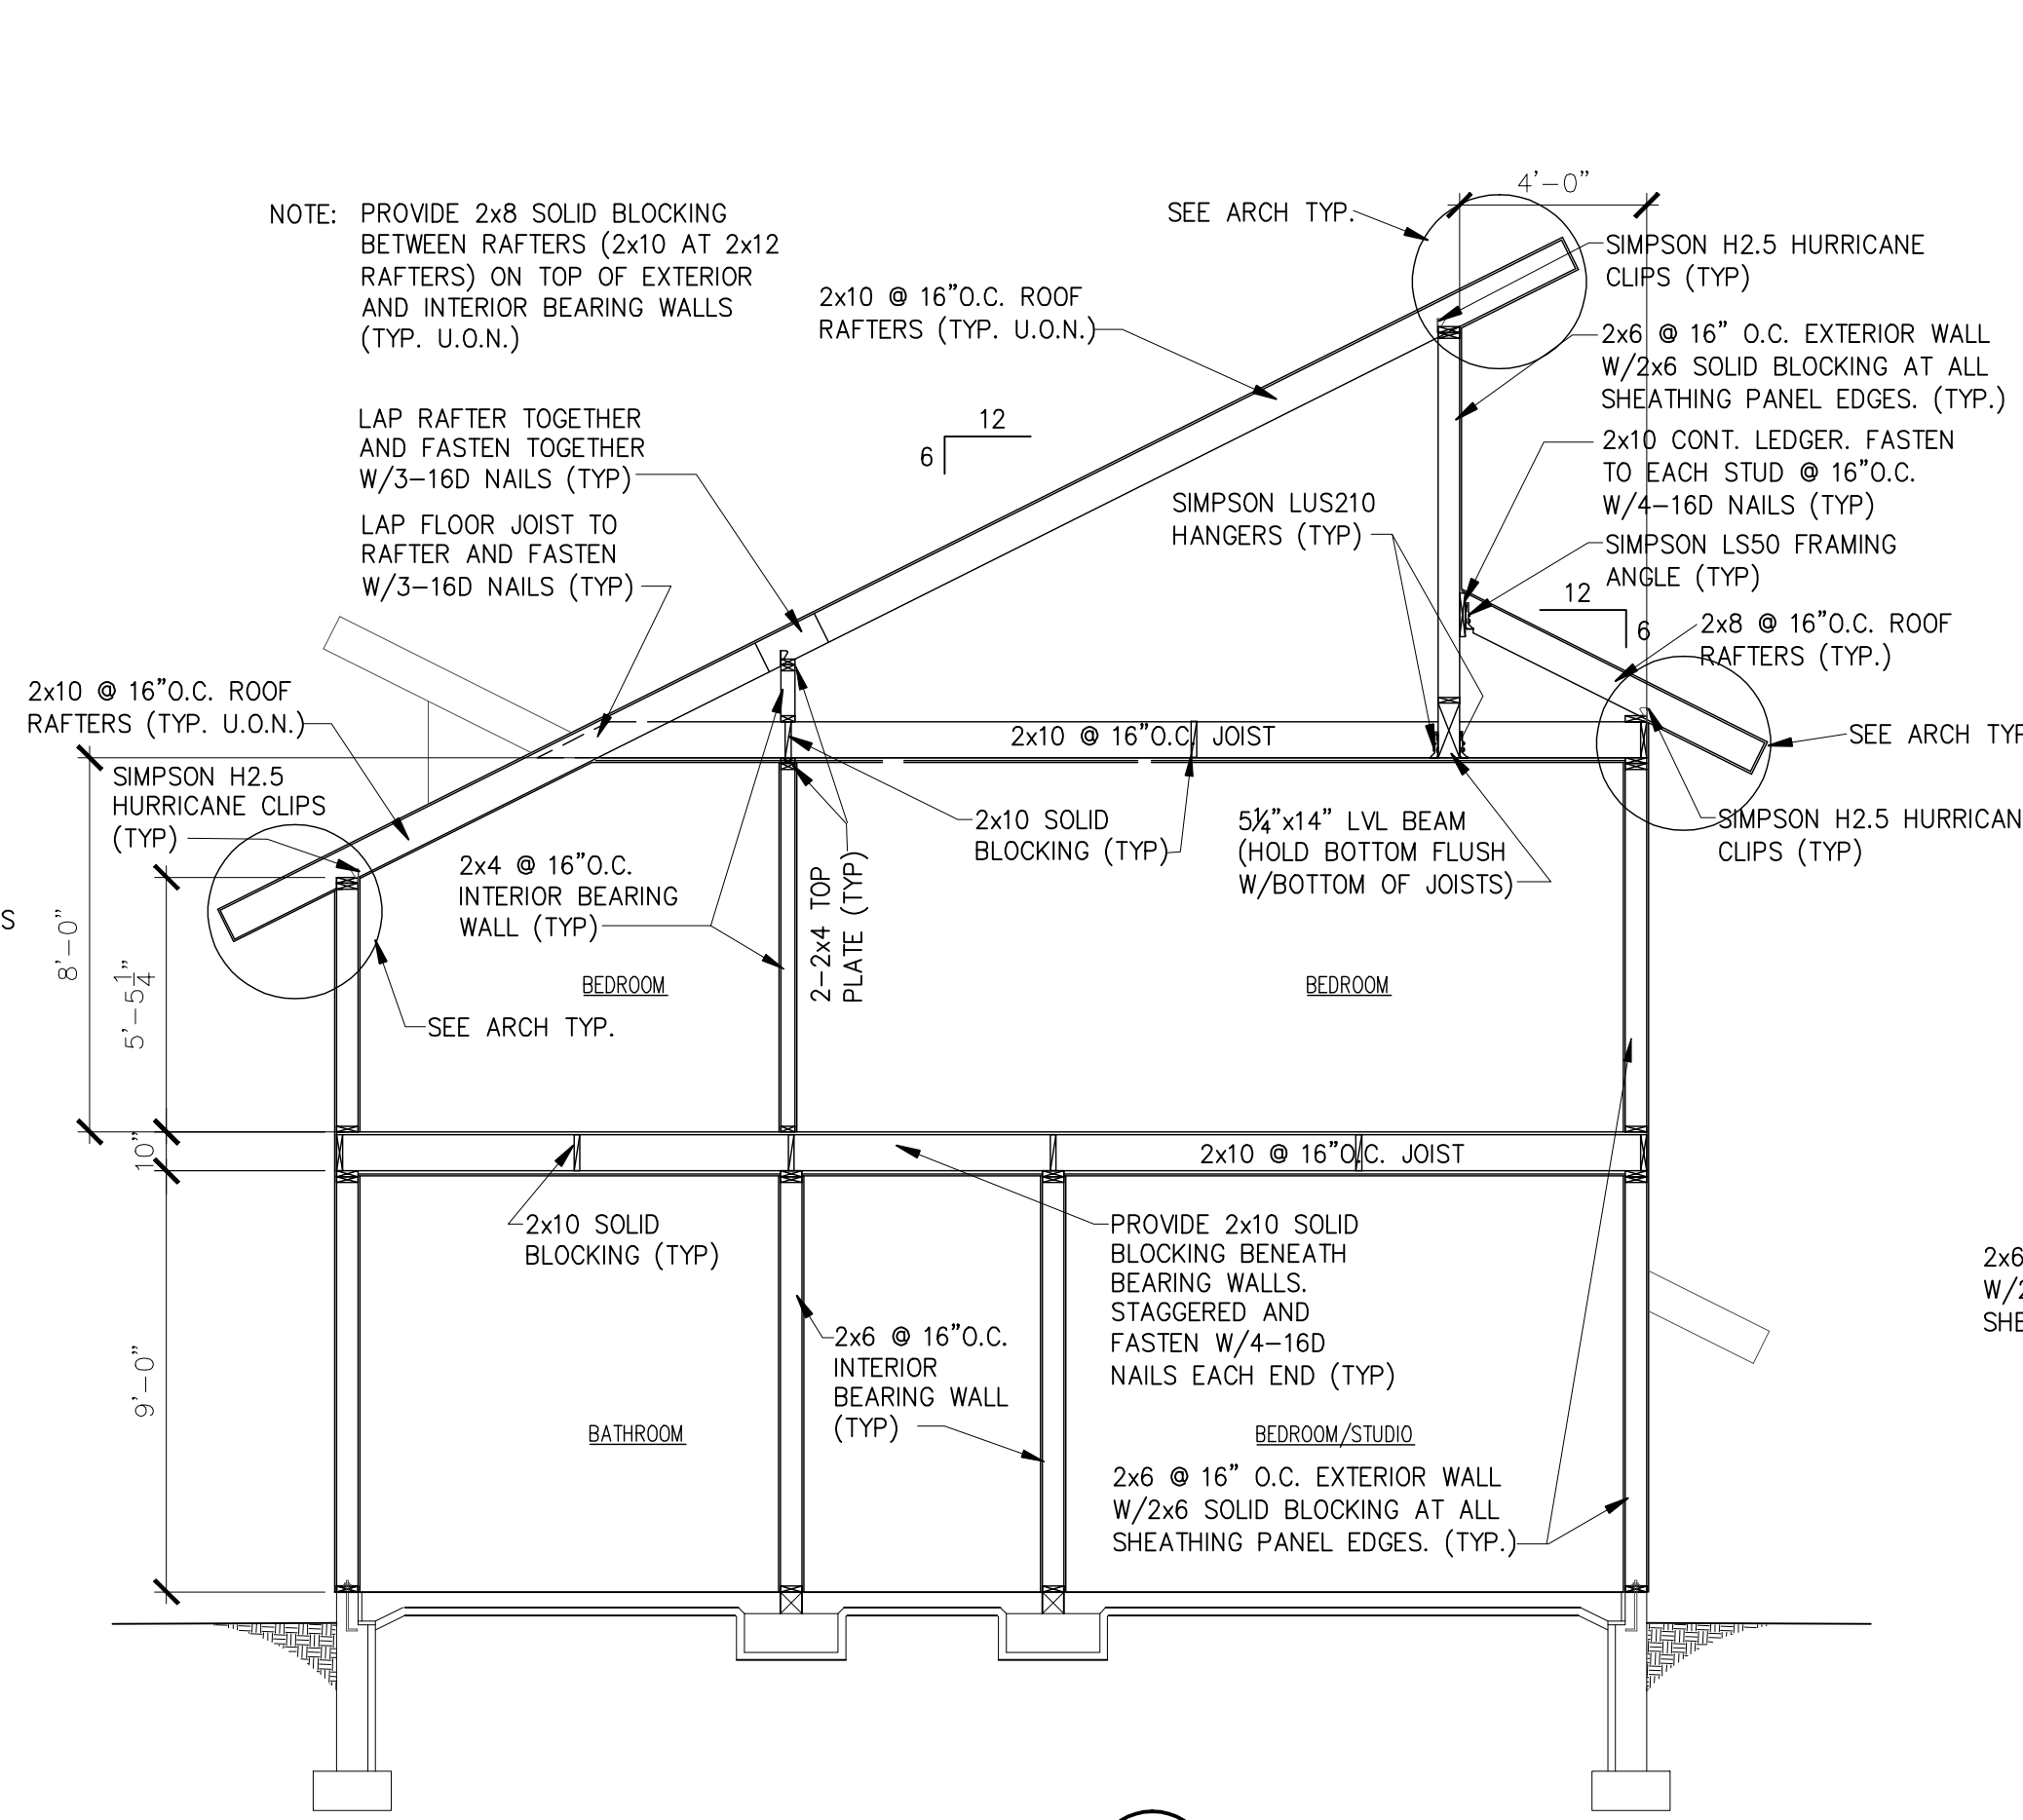 4'-0"
NOTE: PROVIDE 2x8 SOLID BLOCKING
BETWEEN RAFTERS (2x10 AT 2x12
RAFTERS) ON TOP OF EXTERIOR
AND INTERIOR BEARING WALLS
(TYP. U.O.N.)
SEE ARCH TYP.
SIMPSON H2.5 HURRICANE
CLIPS (TYP)
2x10 @ 16"O.C. ROOF
RAFTERS (TYP. U.O.N.)
2x6 @ 16" O.C. EXTERIOR WALL
W/2x6 SOLID BLOCKING AT ALL
SHEATHING PANEL EDGES. (TYP.)
LAP RAFTER TOGETHER
AND FASTEN TOGETHER
W/3-16D NAILS (TYP)
12
6
2x10 CONT. LEDGER. FASTEN
TO EACH STUD @ 16"O.C.
W/4-16D NAILS (TYP)
SIMPSON LUS210
HANGERS (TYP)
LAP FLOOR JOIST TO
RAFTER AND FASTEN
W/3-16D NAILS (TYP)
SIMPSON LS50 FRAMING
ANGLE (TYP)
12
6
2x8 @ 16"O.C. ROOF
RAFTERS (TYP.)
2x10 @ 16"O.C. ROOF
RAFTERS (TYP. U.O.N.)
2x10 @ 16"O.C. JOIST
SEE ARCH TYP
SIMPSON H2.5
HURRICANE CLIPS
(TYP)
2x10 SOLID
BLOCKING (TYP)
5¼"x14" LVL BEAM
(HOLD BOTTOM FLUSH
W/BOTTOM OF JOISTS)
SIMPSON H2.5 HURRICAN
CLIPS (TYP)
2x4 @ 16"O.C.
INTERIOR BEARING
WALL (TYP)
2-2x4 TOP
PLATE (TYP)
S
8'-0"
5'-5 1/4"
BEDROOM
BEDROOM
SEE ARCH TYP.
10"
2x10 @ 16"O.C. JOIST
2x10 SOLID
BLOCKING (TYP)
PROVIDE 2x10 SOLID
BLOCKING BENEATH
BEARING WALLS.
STAGGERED AND
FASTEN W/4-16D
NAILS EACH END (TYP)
2x6
W/2
SHE
9'-0"
2x6 @ 16"O.C.
INTERIOR
BEARING WALL
(TYP)
BATHROOM
BEDROOM/STUDIO
2x6 @ 16" O.C. EXTERIOR WALL
W/2x6 SOLID BLOCKING AT ALL
SHEATHING PANEL EDGES. (TYP.)